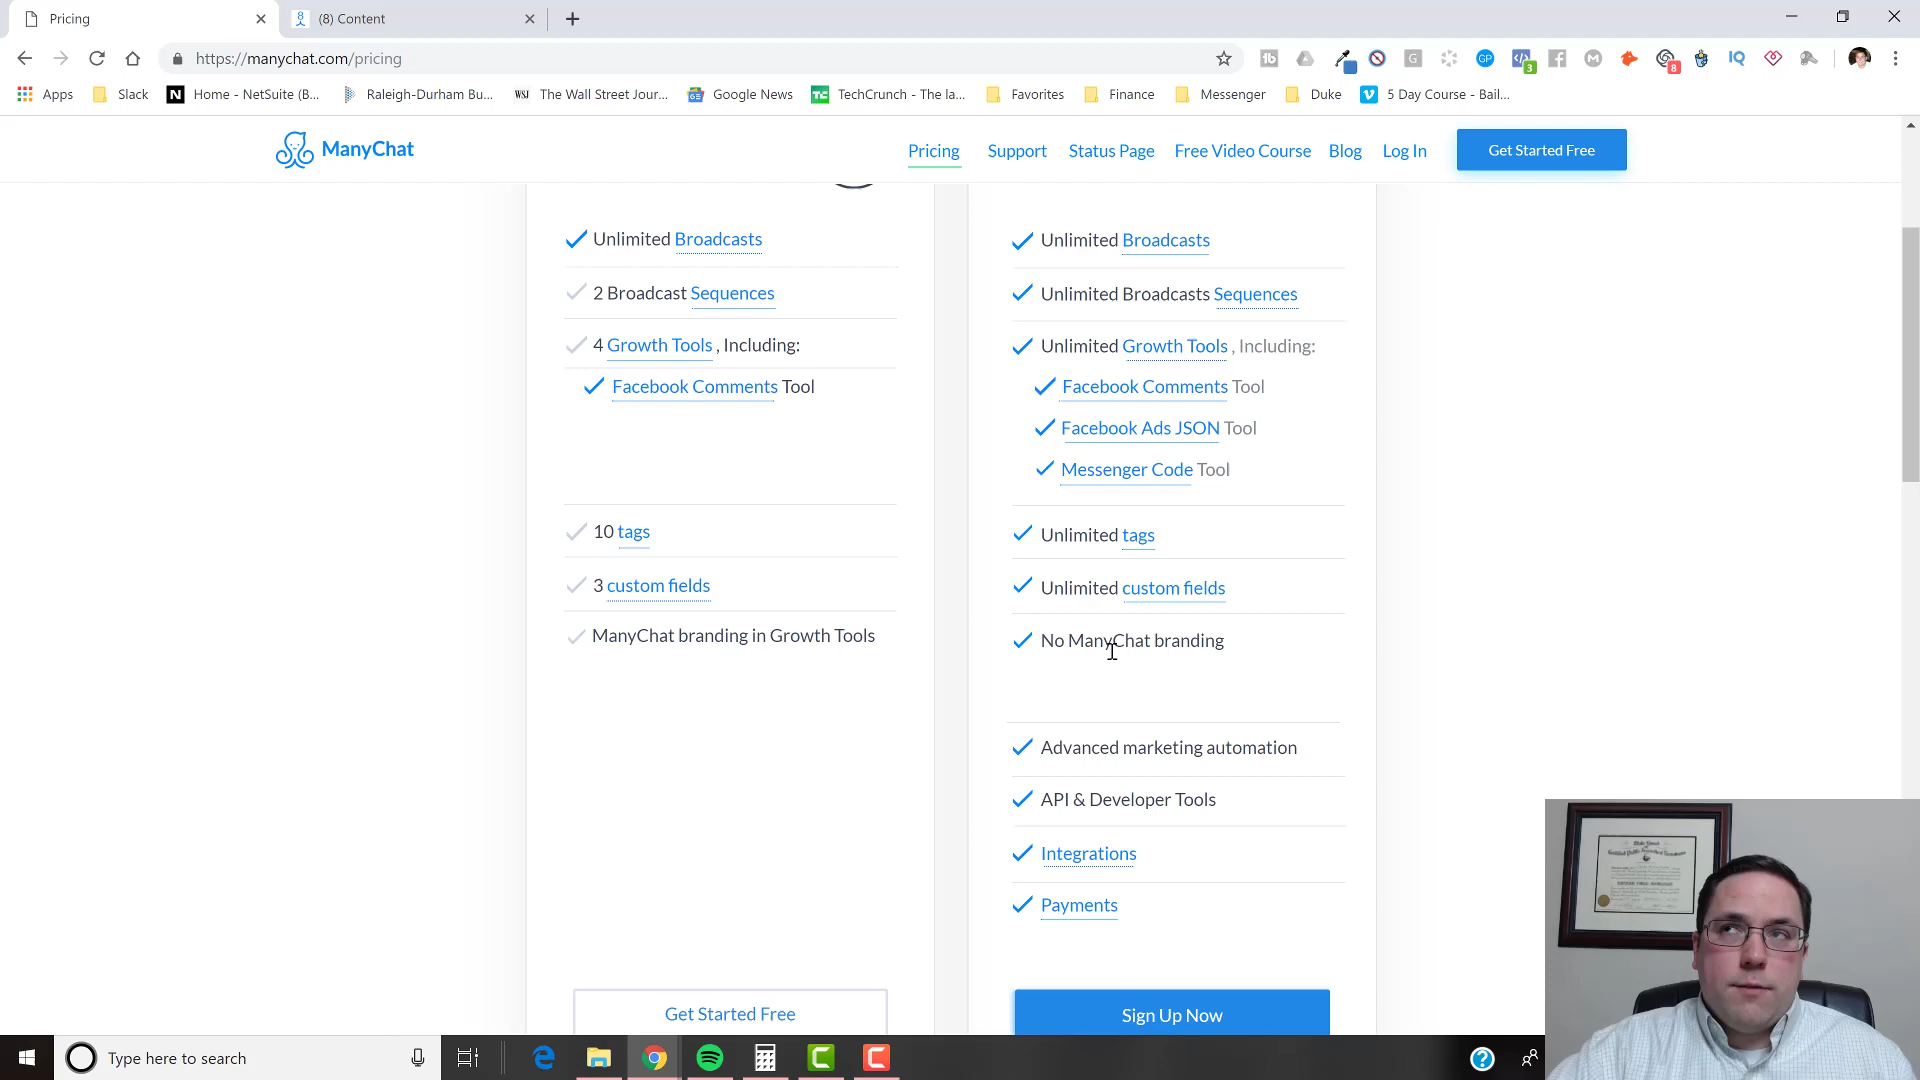 Pricing
(8) Content
https://manychat.com/pricing
Apps
Slack
Home - NetSuite (B...
Raleigh-Durham Bu...
The Wall Street Jour...
Google News
TechCrunch - The la...
Favorites
Finance
Messenger
Duke
5 Day Course - Bail...
ManyChat
Pricing
Support
Status Page
Free Video Course
Blog
Log In
Get Started Free
Unlimited Broadcasts
2 Broadcast Sequences
4 Growth Tools , Including:
Facebook Comments Tool
10 tags
3 custom fields
ManyChat branding in Growth Tools
Get Started Free
Unlimited Broadcasts
Unlimited Broadcasts Sequences
Unlimited Growth Tools , Including:
Facebook Comments Tool
Facebook Ads JSON Tool
Messenger Code Tool
Unlimited tags
Unlimited custom fields
No ManyChat branding
Advanced marketing automation
API & Developer Tools
Integrations
Payments
Sign Up Now
Type here to search